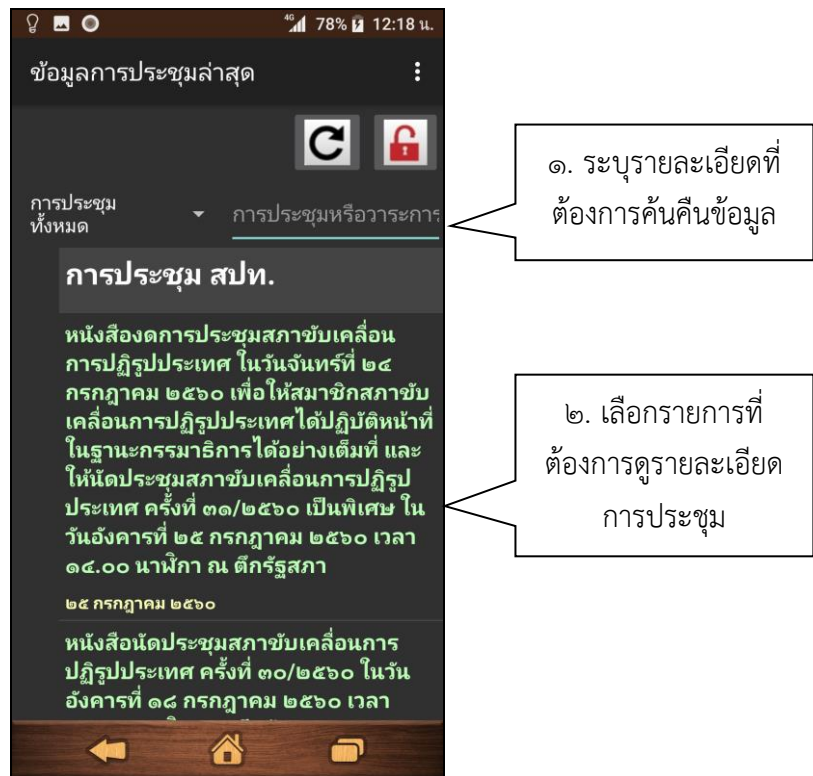 4G 78% 12:18 น.
ข้อมูลการประชุมล่าสุด
การประชุม
ทั้งหมด
การประชุมหรือวาระการ
การประชุม สปท.
หนังสืองดการประชุมสภาขับเคลื่อน
การปฏิรูปประเทศ ในวันจันทร์ที่ ๒๔
กรกฎาคม ๒๕๖๐ เพื่อให้สมาชิกสภาขับ
เคลื่อนการปฏิรูปประเทศได้ปฏิบัติหน้าที่
ในฐานะกรรมาธิการได้อย่างเต็มที่ และ
ให้นัดประชุมสภาขับเคลื่อนการปฏิรูป
ประเทศ ครั้งที่ ๓๑/๒๕๖๐ เป็นพิเศษ ใน
วันอังคารที่ ๒๕ กรกฎาคม ๒๕๖๐ เวลา
๑๔.๐๐ นาฬิกา ณ ตึกรัฐสภา
๒๕ กรกฎาคม ๒๕๖๐
หนังสือนัดประชุมสภาขับเคลื่อนการ
ปฏิรูปประเทศ ครั้งที่ ๓๐/๒๕๖๐ ในวัน
อังคารที่ ๑๘ กรกฎาคม ๒๕๖๐ เวลา
๑. ระบุรายละเอียดที่
ต้องการค้นคืนข้อมูล
๒. เลือกรายการที่
ต้องการดูรายละเอียด
การประชุม